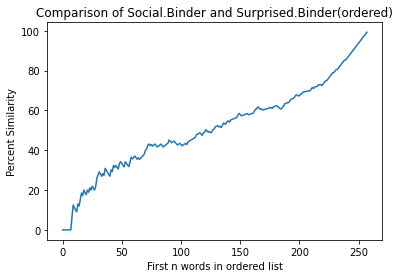 Comparison of Social.Binder and Surprised.Binder(ordered)
100
80
60
40
20
0
Percent Similarity
0 50 100 150 200 250
First n words in ordered list